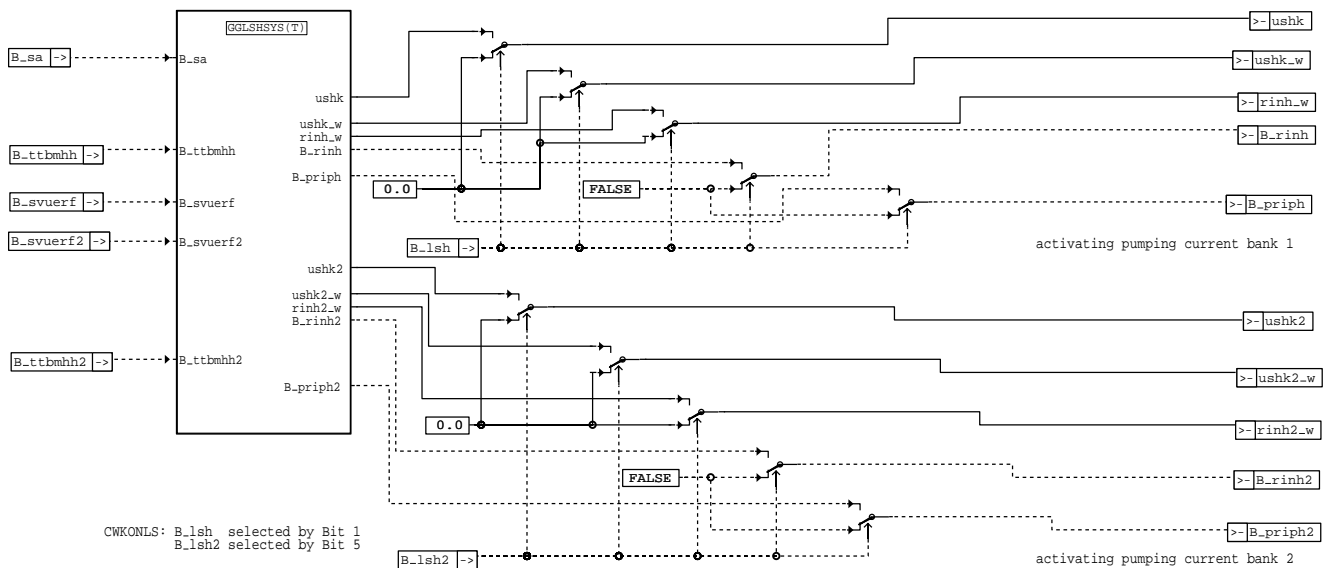 GGLSHSYS(T)
>- ushk
B_sa ->
B_sa
>- ushk_w
ushk
>- rinh_w
ushk_w
rinh_w
>- B_rinh
B_ttbmhh ->
B_ttbmhh
B_rinh
B_priph
0.0
FALSE
B_svuerf ->
B_svuerf
>- B_priph
B_svuerf2 ->
B_svuerf2
B_lsh ->
activating pumping current bank 1
ushk2
ushk2_w
rinh2_w
B_rinh2
>- ushk2
B_ttbmhh2 ->
B_ttbmhh2
>- ushk2_w
B_priph2
0.0
>- rinh2_w
FALSE
>- B_rinh2
CWKONLS: B_lsh selected by Bit 1
B_lsh2 selected by Bit 5
>- B_priph2
B_lsh2 ->
activating pumping current bank 2